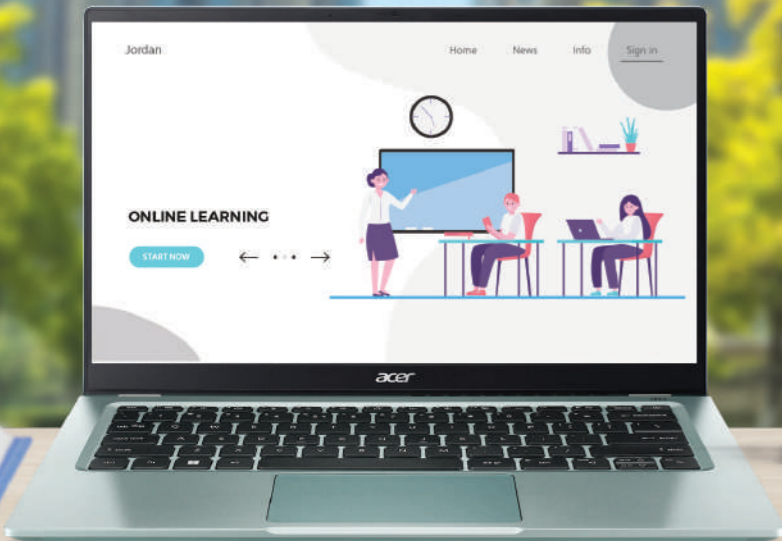 Jordan
Home News Info Sign in
ONLINE LEARNING
START NOW
acer